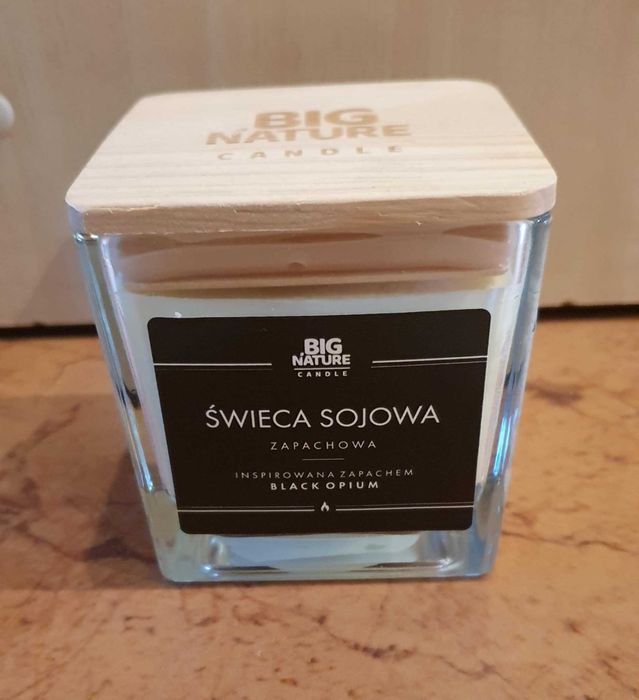 BIG
NATURE
CANDLE
BIG
NATURE
CANDLE
ŚWIECA SOJOWA
ZAPACHOWA
INSPIROWANA ZAPACHEM
BLACK OPIUM